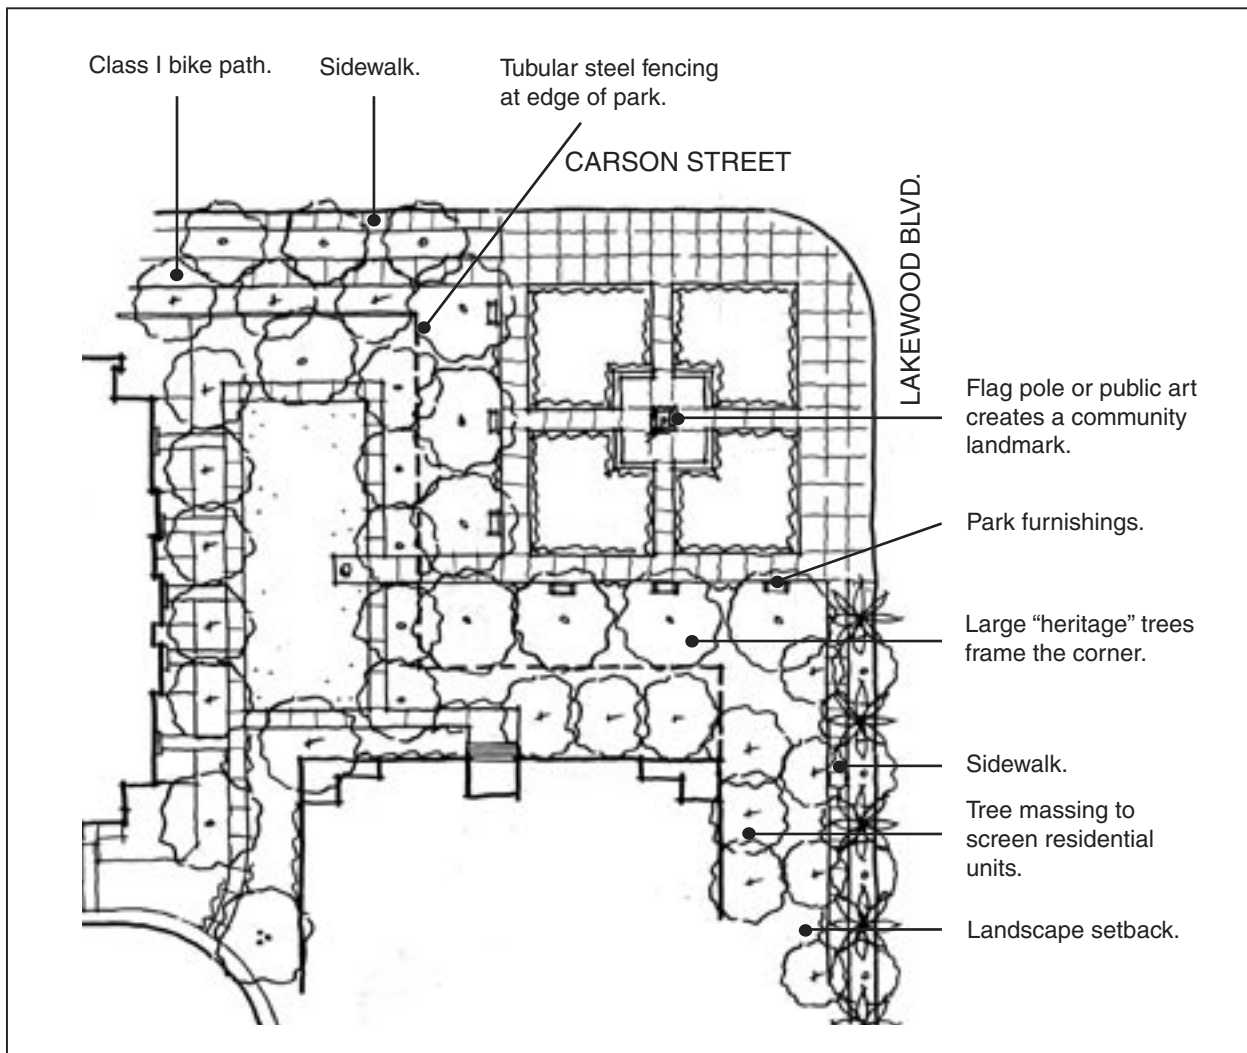 Class I bike path.
Sidewalk.
Tubular steel fencing
at edge of park.
CARSON STREET
LAKEWOOD BLVD.
Flag pole or public art
creates a community
landmark.
Park furnishings.
Large “heritage” trees
frame the corner.
Sidewalk.
Tree massing to
screen residential
units.
Landscape setback.